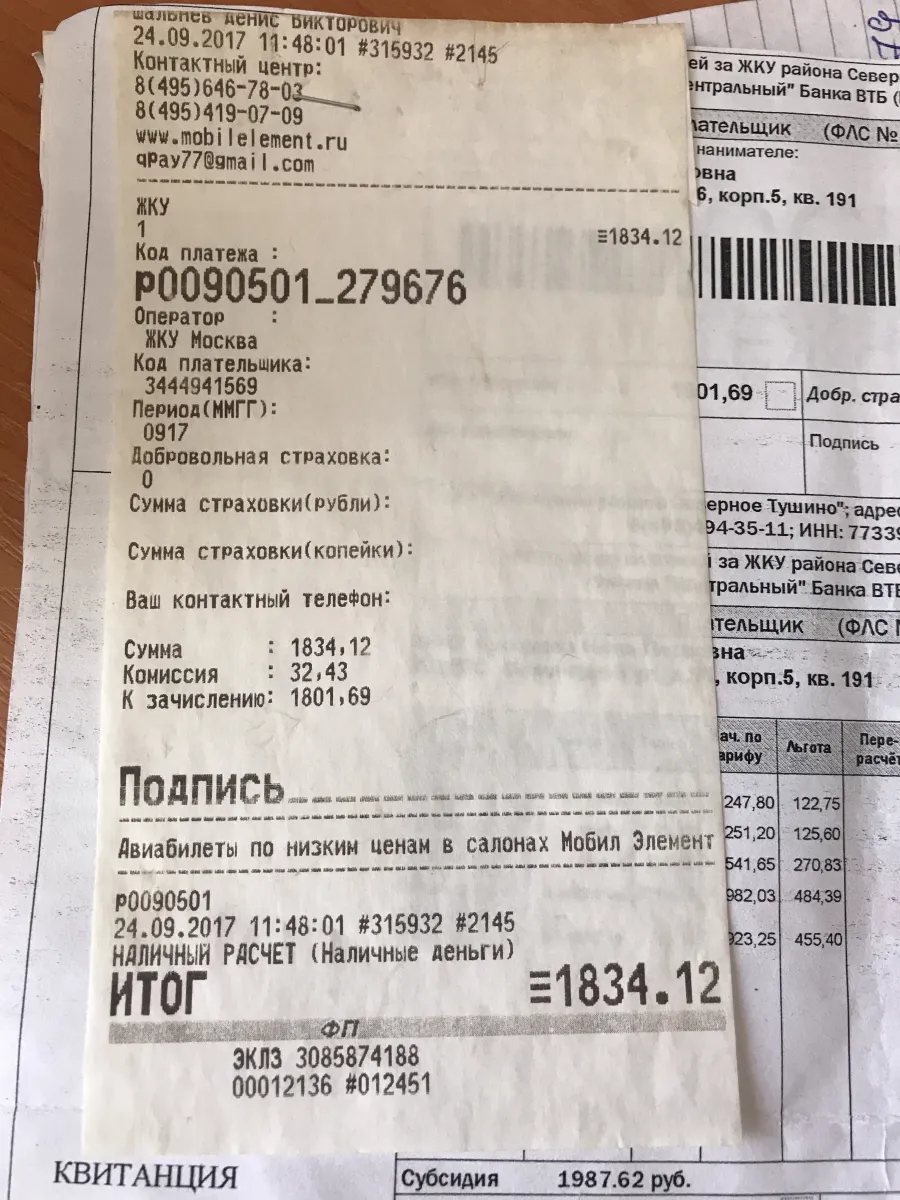 Шальнев Денис Викторович
24.09.2017 11:48:01 #315932 #2145
Контактный центр:
8(495)646-78-03
8(495)419-07-09
www.mobilelement.ru
qPay77@gmail.com
ЖКУ
1
≡1834.12
Код платежа :
p0090501_279676
Оператор :
ЖКУ Москва
Код плательщика:
3444941569
Период(ММГГ):
0917
Добровольная страховка:
0
Сумма страховки(рубли):
Сумма страховки(копейки):
Ваш контактный телефон:
Сумма : 1834,12
Комиссия : 32,43
К зачислению: 1801,69
Подпись
Авиабилеты по низким ценам в салонах Мобил Элемент
p0090501
24.09.2017 11:48:01 #315932 #2145
НАЛИЧНЫЙ РАСЧЕТ (Наличные деньги)
ИТОГ ≡1834.12
ФП
ЭКЛЗ 3085874188
00012136 #012451
ей за ЖКУ района Север
ентральный" Банка ВТБ (
лательщик (ФЛС №
нанимателе:
овна
6, корп.5, кв. 191
01,69
Добр. стра
Подпись
ерное Тушино"; адрес
94-35-11; ИНН: 7733
й за ЖКУ района Севе
тральный" Банка ВТБ
ательщик (ФЛС №
вна
, корп.5, кв. 191
ач. по
арифу
Льгота
Пере-
расчёт
247,80 122,75
251,20 125,60
541,65 270,83
982,03 484,39
923,25 455,40
КВИТАНЦИЯ
Субсидия 1987.62 руб.